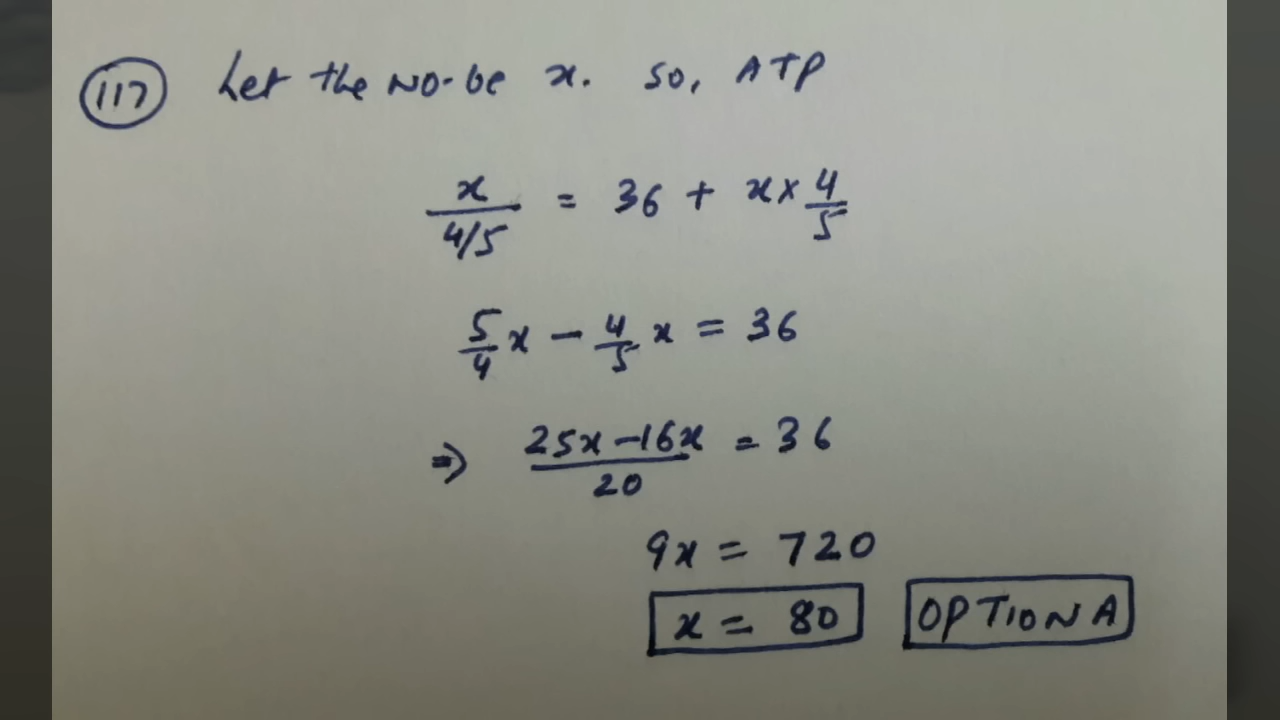 117 Let the NO. be x. So, ATP
x / 4/5 = 36 + x × 4/5
5/4 x - 4/5 x = 36
⇒ 25x - 16x / 20 = 36
9x = 720
x = 80 OPTION A